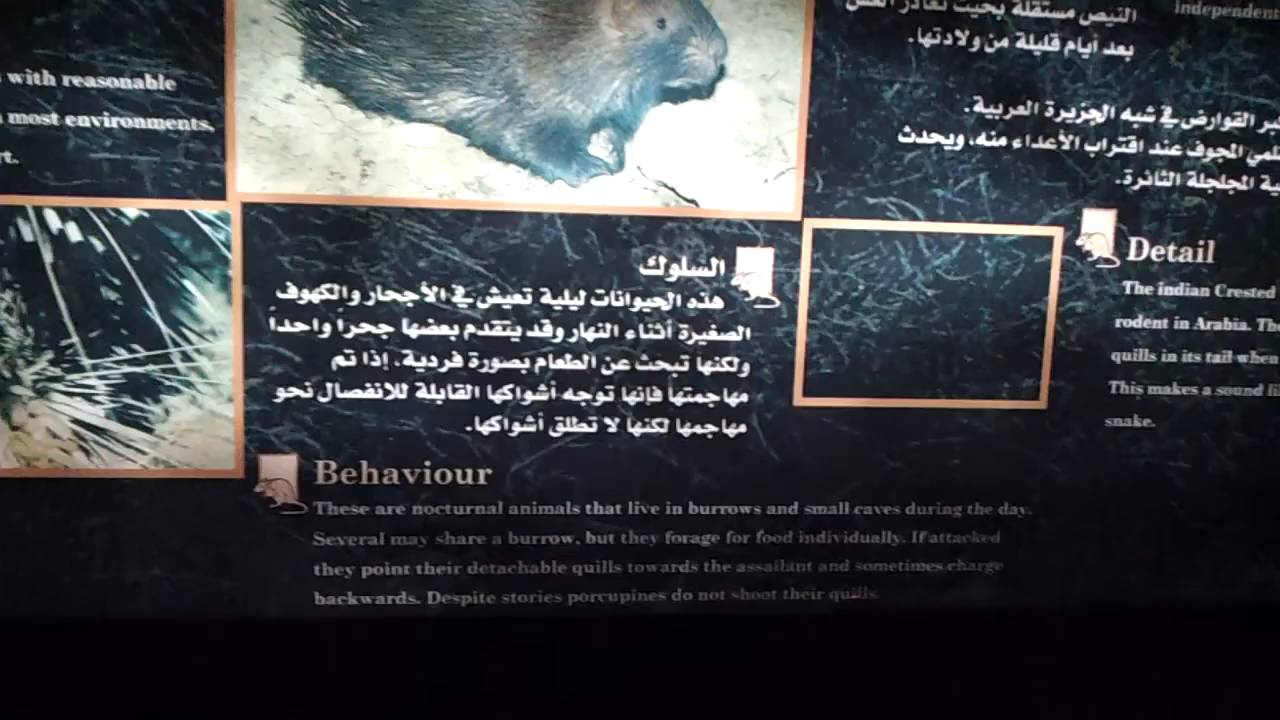 with reasonable
most environments.
النيص مستقلة بحيث تغادر العش
بعد أيام قليلة من ولادتها.
independent
القوارض في شبه الجزيرة العربية.
المجوف عند اقتراب الأعداء منه، ويحدث
المجلجلة الثائرة.
السلوك
هذه الحيوانات ليلية تعيش في الأجحار والكهوف
الصغيرة أثناء النهار وقد يتقدم بعضها جحراً واحداً
ولكنها تبحث عن الطعام بصورة فردية. إذا تم
مهاجمتها فإنها توجه أشواكها القابلة للانفصال نحو
مهاجمها لكنها لا تطلق أشواكها.
Detail
The indian Crested
rodent in Arabia.
quills in its tail when
This makes a sound
snake.
Behaviour
These are nocturnal animals that live in burrows and small caves during the day.
Several may share a burrow, but they forage for food individually. If attacked
they point their detachable quills towards the assailant and sometimes charge
backwards. Despite stories porcupines do not shoot their quills.